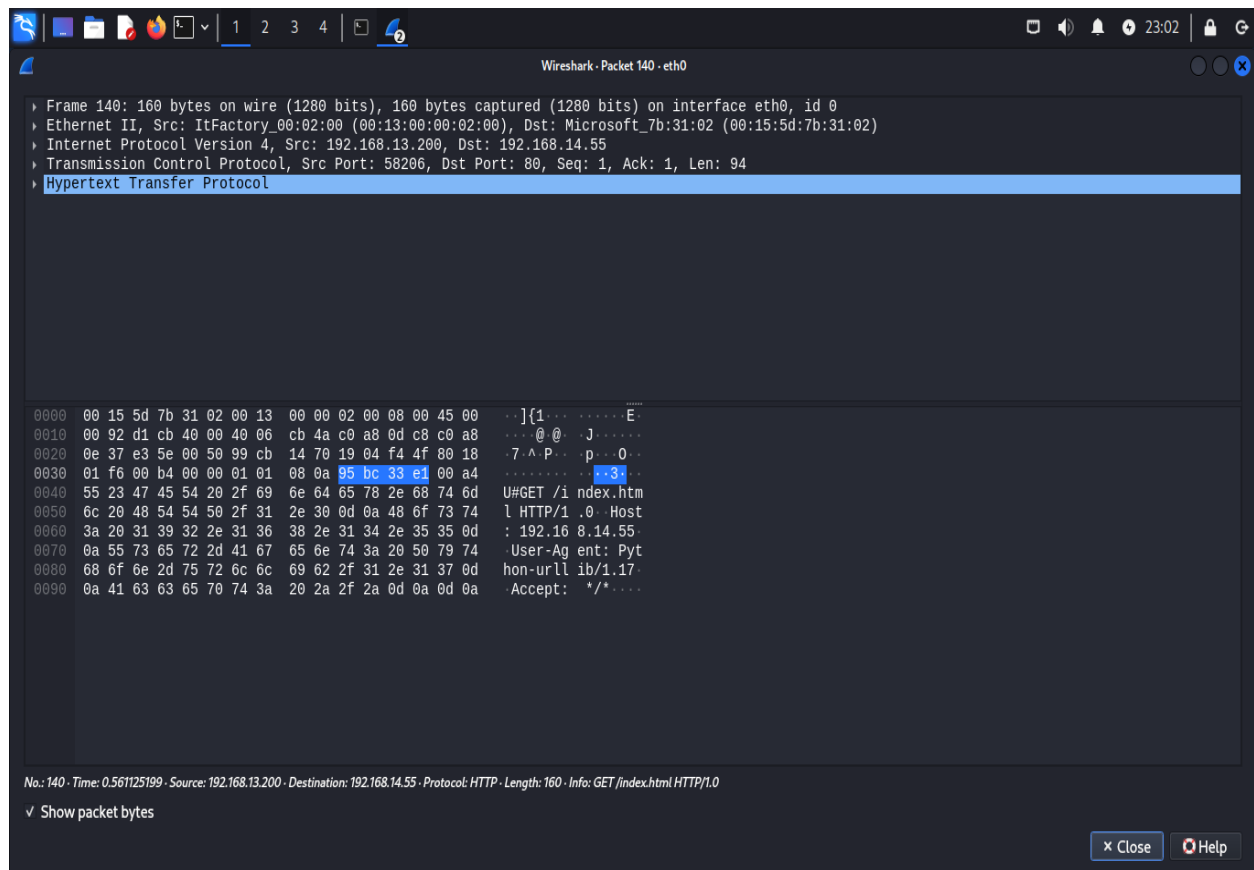 1 2 3 4 2 23:02
Wireshark · Packet 140 · eth0
Frame 140: 160 bytes on wire (1280 bits), 160 bytes captured (1280 bits) on interface eth0, id 0
Ethernet II, Src: ItFactory_00:02:00 (00:13:00:00:02:00), Dst: Microsoft_7b:31:02 (00:15:5d:7b:31:02)
Internet Protocol Version 4, Src: 192.168.13.200, Dst: 192.168.14.55
Transmission Control Protocol, Src Port: 58206, Dst Port: 80, Seq: 1, Ack: 1, Len: 94
Hypertext Transfer Protocol
0000 00 15 5d 7b 31 02 00 13 00 00 02 00 08 00 45 00 ··]{1··· ······E·
0010 00 92 d1 cb 40 00 40 06 cb 4a c0 a8 0d c8 c0 a8 ····@·@· ·J······
0020 0e 37 e3 5e 00 50 99 cb 14 70 19 04 f4 4f 80 18 ·7·^·P·· ·p···O··
0030 01 f6 00 b4 00 00 01 01 08 0a 95 bc 33 e1 00 a4 ········ ····3···
0040 55 23 47 45 54 20 2f 69 6e 64 65 78 2e 68 74 6d U#GET /i ndex.htm
0050 6c 20 48 54 54 50 2f 31 2e 30 0d 0a 48 6f 73 74 l HTTP/1 .0··Host
0060 3a 20 31 39 32 2e 31 36 38 2e 31 34 2e 35 35 0d : 192.16 8.14.55·
0070 0a 55 73 65 72 2d 41 67 65 6e 74 3a 20 50 79 74 ·User-Ag ent: Pyt
0080 68 6f 6e 2d 75 72 6c 6c 69 62 2f 31 2e 31 37 0d hon-urll ib/1.17·
0090 0a 41 63 63 65 70 74 3a 20 2a 2f 2a 0d 0a 0d 0a ·Accept: */*····
No.: 140 · Time: 0.561125199 · Source: 192.168.13.200 · Destination: 192.168.14.55 · Protocol: HTTP · Length: 160 · Info: GET /index.html HTTP/1.0
Show packet bytes
Close Help